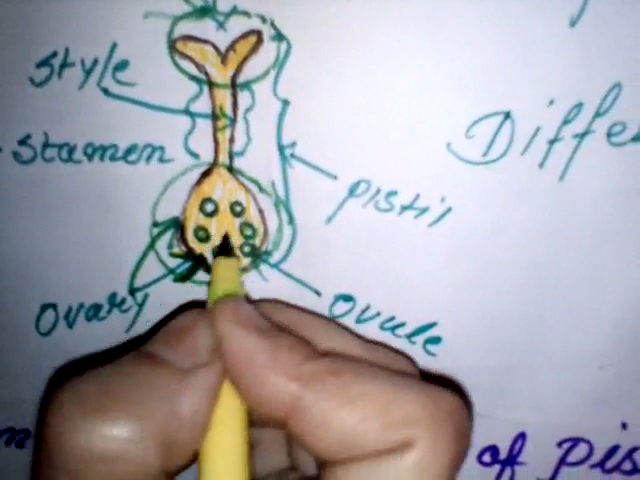 Style
Diffe
Stamen
Pistil
Ovary
Ovule
of Pis